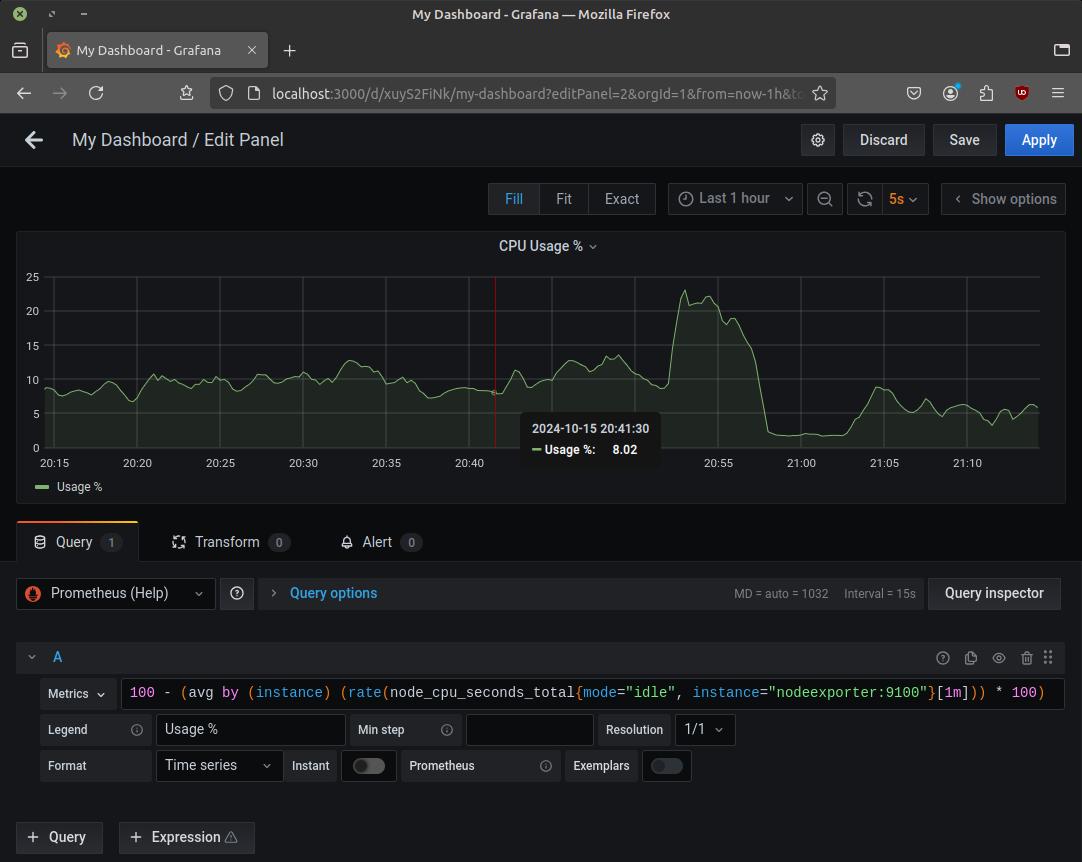 My Dashboard - Grafana — Mozilla Firefox
My Dashboard - Grafana
localhost:3000/d/xuyS2FiNk/my-dashboard?editPanel=2&orgId=1&from=now-1h&to
My Dashboard / Edit Panel
Discard
Save
Apply
Fill
Fit
Exact
Last 1 hour
5s
Show options
CPU Usage %
25
20
15
10
5
0
20:15 20:20 20:25 20:30 20:35 20:40 20:55 21:00 21:05 21:10
2024-10-15 20:41:30
Usage %: 8.02
Usage %
Query 1
Transform 0
Alert 0
Prometheus (Help)
Query options
MD = auto = 1032 Interval = 15s
Query inspector
A
Metrics
100 - (avg by (instance) (rate(node_cpu_seconds_total{mode="idle", instance="nodeexporter:9100"}[1m])) * 100)
Legend
Usage %
Min step
Resolution
1/1
Format
Time series
Instant
Prometheus
Exemplars
+ Query
+ Expression